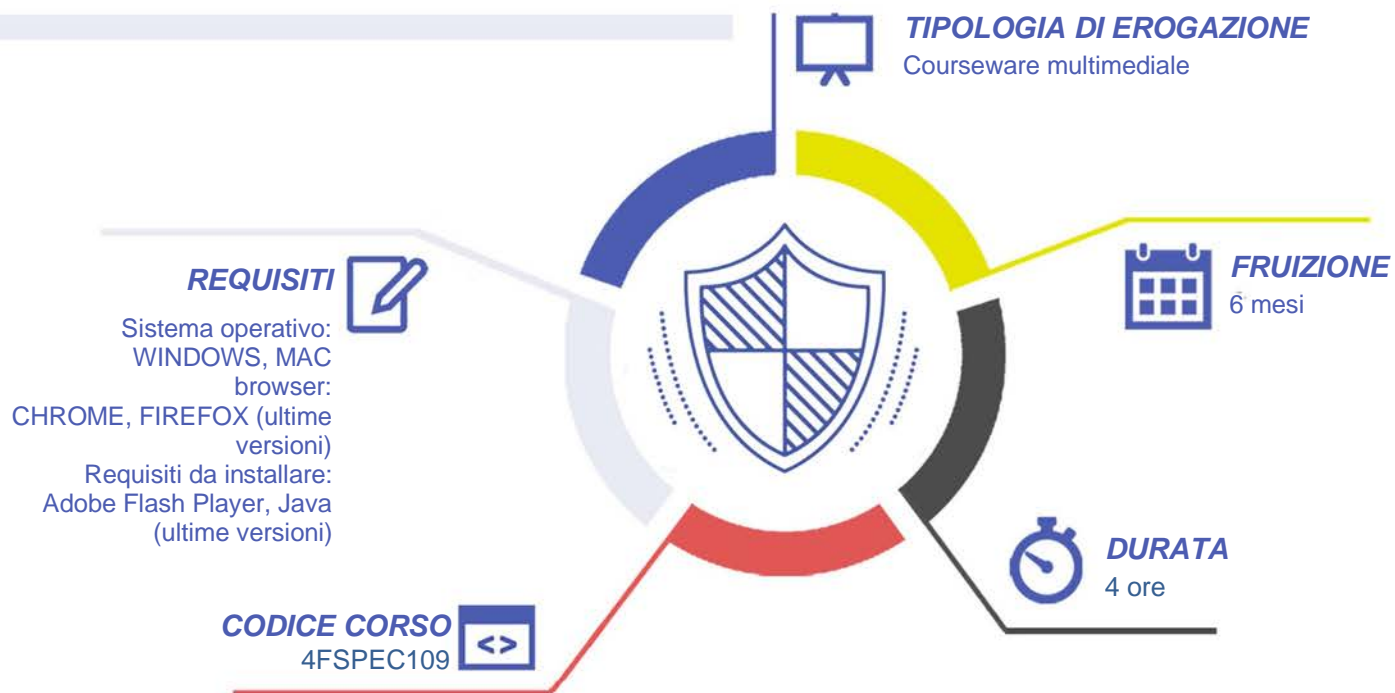 TIPOLOGIA DI EROGAZIONE
Courseware multimediale
REQUISITI
Sistema operativo:
WINDOWS, MAC
browser:
CHROME, FIREFOX (ultime
versioni)
Requisiti da installare:
Adobe Flash Player, Java
(ultime versioni)
FRUIZIONE
6 mesi
DURATA
4 ore
CODICE CORSO
4FSPEC109